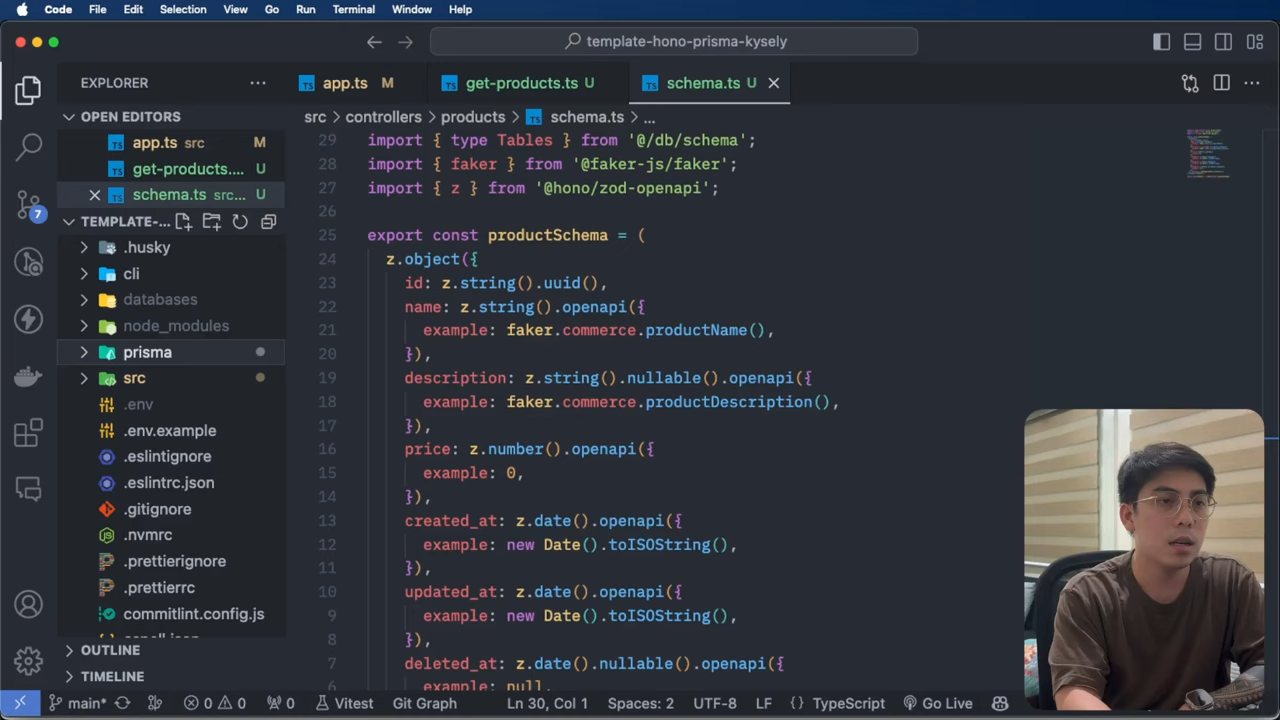 Code File Edit Selection View Go Run Terminal Window Help
template-hono-prisma-kysely
EXPLORER
app.ts M
get-products.ts U
schema.ts U
OPEN EDITORS
src
controllers
products
schema.ts
...
app.ts src M
get-products.... U
schema.ts src... U
TEMPLATE-...
.husky
cli
databases
node_modules
prisma
src
.env
.env.example
.eslintignore
.eslintrc.json
.gitignore
.nvmrc
.prettierignore
.prettierrc
commitlint.config.js
OUTLINE
TIMELINE
7
29 import { type Tables } from '@/db/schema';
28 import { faker } from '@faker-js/faker';
27 import { z } from '@hono/zod-openapi';
26
25 export const productSchema = (
24 z.object({
23 id: z.string().uuid(),
22 name: z.string().openapi({
21 example: faker.commerce.productName(),
20 }),
19 description: z.string().nullable().openapi({
18 example: faker.commerce.productDescription(),
17 }),
16 price: z.number().openapi({
15 example: 0,
14 }),
13 created_at: z.date().openapi({
12 example: new Date().toISOString(),
11 }),
10 updated_at: z.date().openapi({
9 example: new Date().toISOString(),
8 }),
7 deleted_at: z.date().nullable().openapi({
6 example: null,
main* 0 0 0 Vitest Git Graph Ln 30, Col 1 Spaces: 2 UTF-8 LF {} TypeScript Go Live